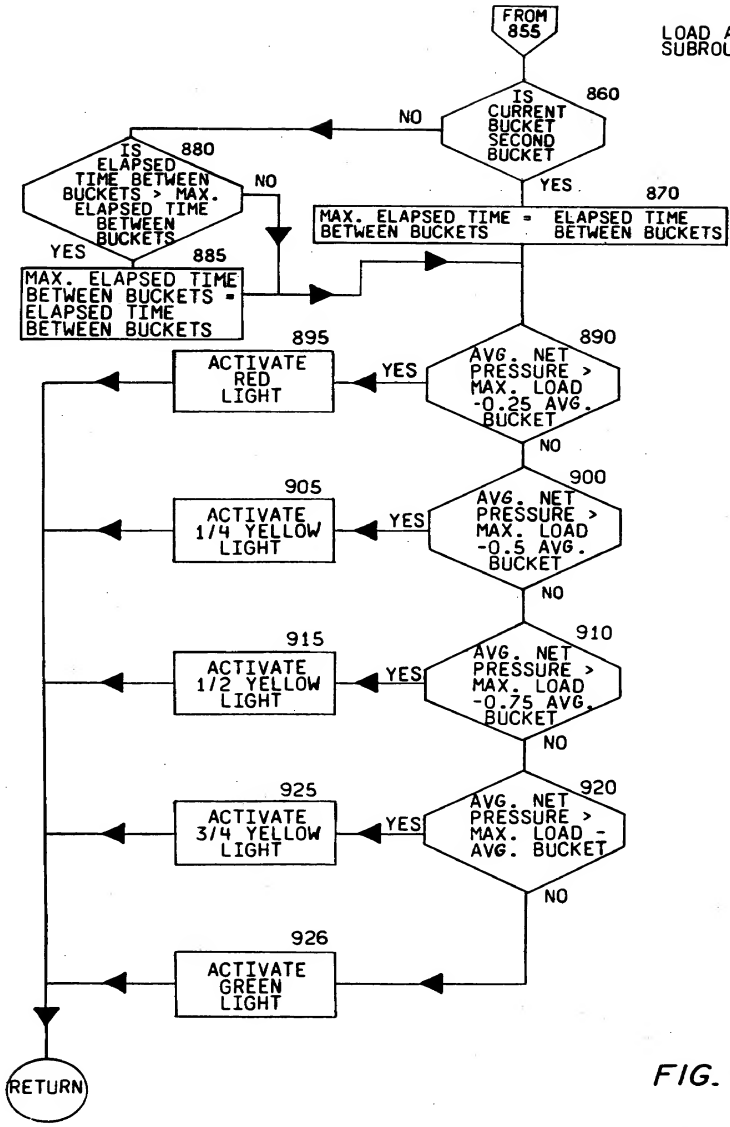 FROM
855
LOAD A
SUBROU
860
IS
CURRENT
BUCKET
SECOND
BUCKET
NO
YES
880
IS
ELAPSED
TIME BETWEEN
BUCKETS > MAX.
ELAPSED TIME
BETWEEN
BUCKETS
NO
YES
870
MAX. ELAPSED TIME = ELAPSED TIME
BETWEEN BUCKETS BETWEEN BUCKETS
885
MAX. ELAPSED TIME
BETWEEN BUCKETS =
ELAPSED TIME
BETWEEN BUCKETS
890
AVG. NET
PRESSURE >
MAX. LOAD
-0.25 AVG.
BUCKET
YES
NO
895
ACTIVATE
RED
LIGHT
900
AVG. NET
PRESSURE >
MAX. LOAD
-0.5 AVG.
BUCKET
YES
NO
905
ACTIVATE
1/4 YELLOW
LIGHT
910
AVG. NET
PRESSURE >
MAX. LOAD
-0.75 AVG.
BUCKET
YES
NO
915
ACTIVATE
1/2 YELLOW
LIGHT
920
AVG. NET
PRESSURE >
MAX. LOAD -
AVG. BUCKET
YES
NO
925
ACTIVATE
3/4 YELLOW
LIGHT
926
ACTIVATE
GREEN
LIGHT
RETURN
FIG.